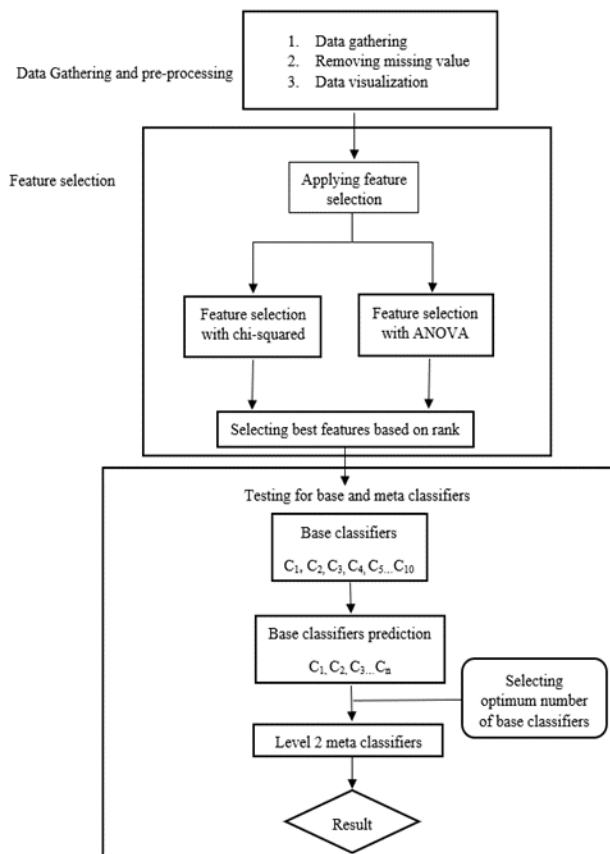 1. Data gathering
2. Removing missing value
3. Data visualization
Data Gathering and pre-processing
Feature selection
Applying feature
selection
Feature selection
with chi-squared
Feature selection
with ANOVA
Selecting best features based on rank
Testing for base and meta classifiers
Base classifiers
C₁, C₂, C₃, C₄, C₅...C₁₀
Base classifiers prediction
C₁, C₂, C₃...Cₙ
Selecting
optimum number
of base classifiers
Level 2 meta classifiers
Result